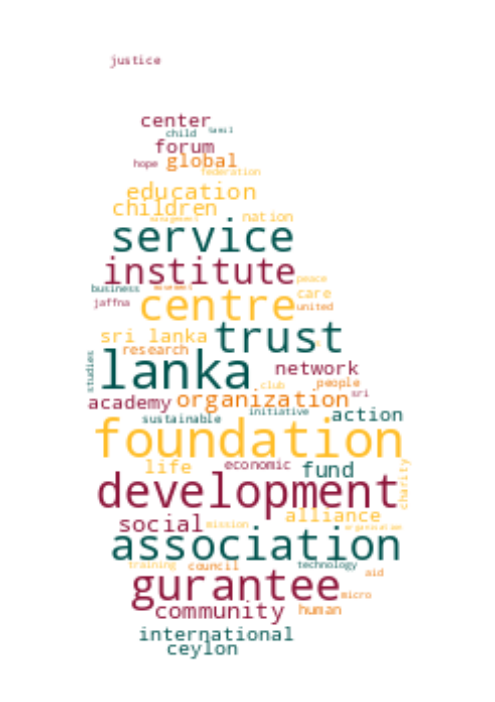 justice
center
child tamil
forum
hope global
federation
education
children
management nation
service
institute
peace
business movement care
jaffna centre united
sri lanka trust
research
studies lanka network
club people
academy organization sri
sustainable initiative action
foundation
life economic fund
charity
development
social mission alliance
organisation
association
training council technology
aid
gurantee
micro
community human
international
ceylon